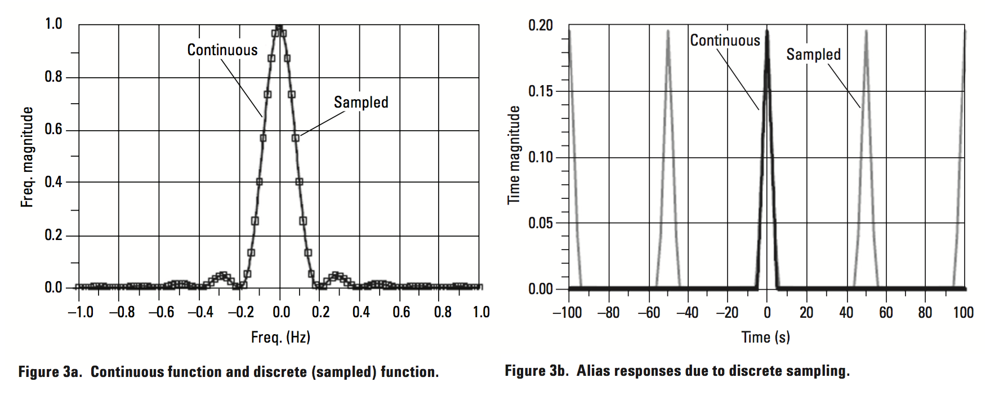 1.0
0.8
0.6
0.4
0.2
0.0
Freq. magnitude
Continuous
Sampled
–1.0 –0.8 –0.6 –0.4 –0.2 0.0 0.2 0.4 0.6 0.8 1.0
Freq. (Hz)
Figure 3a. Continuous function and discrete (sampled) function.
0.20
0.15
0.10
0.05
0.00
Time magnitude
Continuous
Sampled
–100 –80 –60 –40 –20 0 20 40 60 80 100
Time (s)
Figure 3b. Alias responses due to discrete sampling.